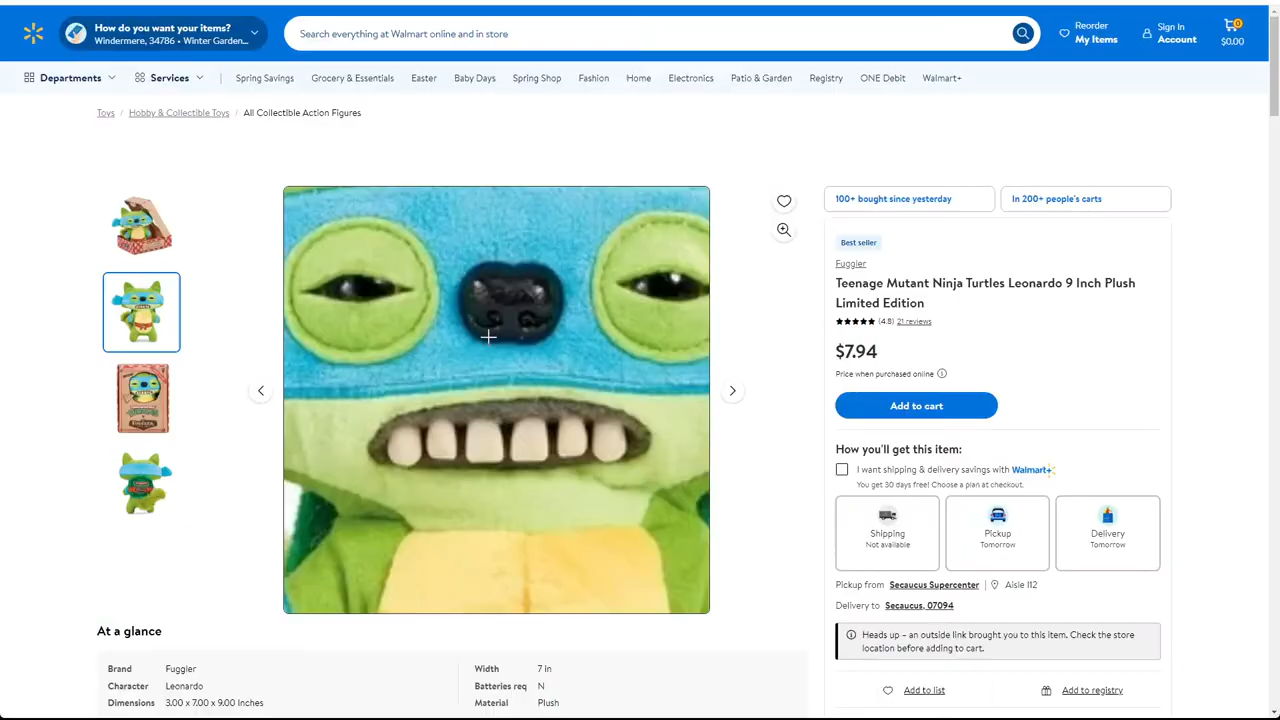 How do you want your items?
Windermere, 34786 • Winter Garden...
Search everything at Walmart online and in store
Reorder
My Items
Sign In
Account
0
$0.00
Departments
Services
Spring Savings
Grocery & Essentials
Easter
Baby Days
Spring Shop
Fashion
Home
Electronics
Patio & Garden
Registry
ONE Debit
Walmart+
Toys / Hobby & Collectible Toys / All Collectible Action Figures
100+ bought since yesterday
In 200+ people's carts
Best seller
Fuggler
Teenage Mutant Ninja Turtles Leonardo 9 Inch Plush
Limited Edition
(4.8) 21 reviews
$7.94
Price when purchased online
Add to cart
How you'll get this item:
I want shipping & delivery savings with Walmart+
You get 30 days free! Choose a plan at checkout.
Shipping
Not available
Pickup
Tomorrow
Delivery
Tomorrow
Pickup from Secaucus Supercenter | Aisle I12
Delivery to Secaucus, 07094
Heads up – an outside link brought you to this item. Check the store
location before adding to cart.
Add to list
Add to registry
At a glance
Brand Fuggler
Character Leonardo
Dimensions 3.00 x 7.00 x 9.00 Inches
Width 7 in
Batteries req N
Material Plush